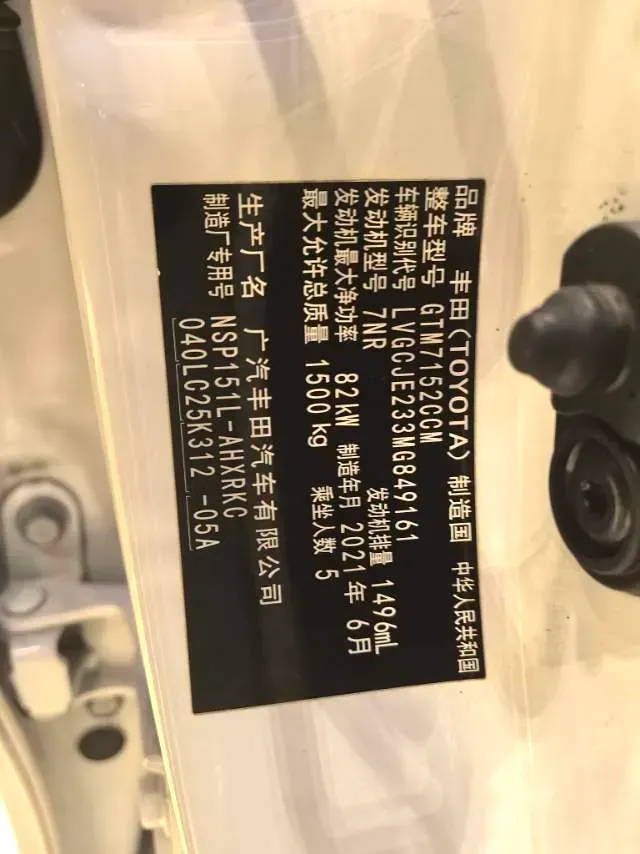 品牌 丰田(TOYOTA) 制造国 中华人民共和国
整车型号 GTM7152CCM
车辆识别代号 LVGCJE233MG849161
发动机型号 7NR 发动机排量 1496mL
发动机最大净功率 82kW 制造年月 2021年6月
最大允许总质量 1500kg 乘坐人数 5
生产厂名 广汽丰田汽车有限公司
制造厂专用号 NSP151L-AHXRKC
040LC25K312 -05A